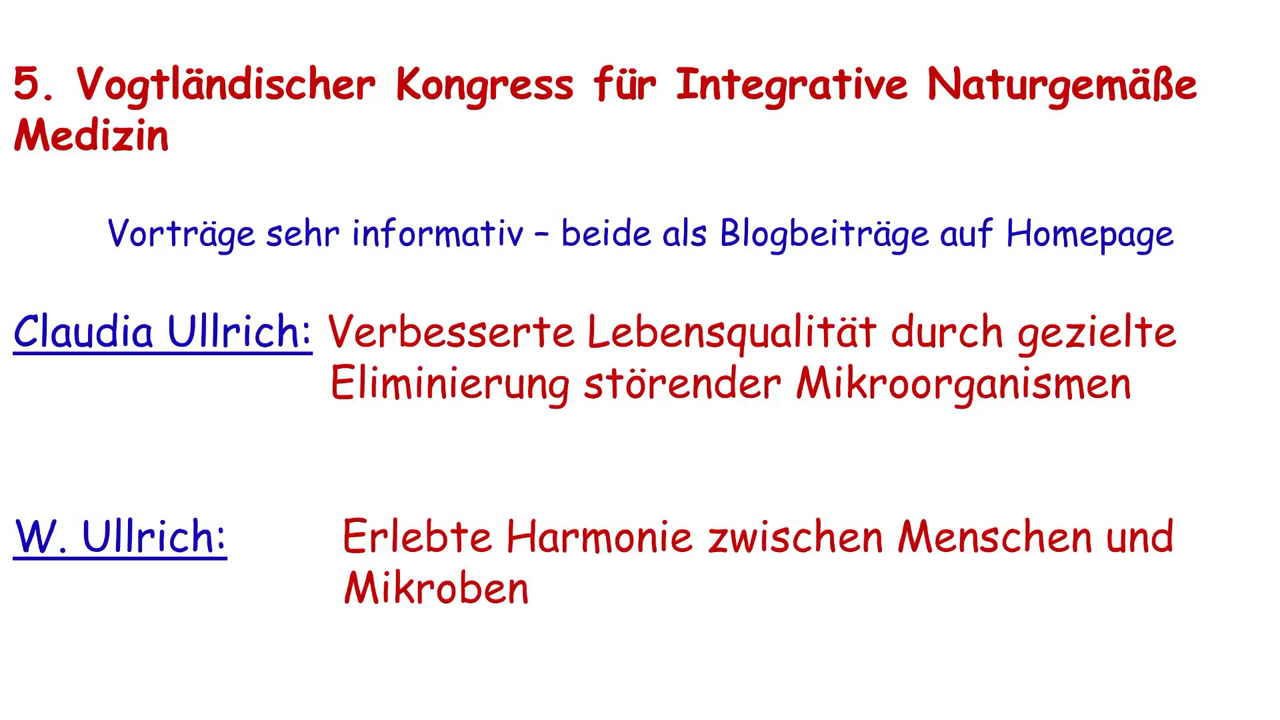 5. Vogtländischer Kongress für Integrative Naturgemäße
Medizin
Vorträge sehr informativ – beide als Blogbeiträge auf Homepage
Claudia Ullrich: Verbesserte Lebensqualität durch gezielte
Eliminierung störender Mikroorganismen
W. Ullrich: Erlebte Harmonie zwischen Menschen und
Mikroben